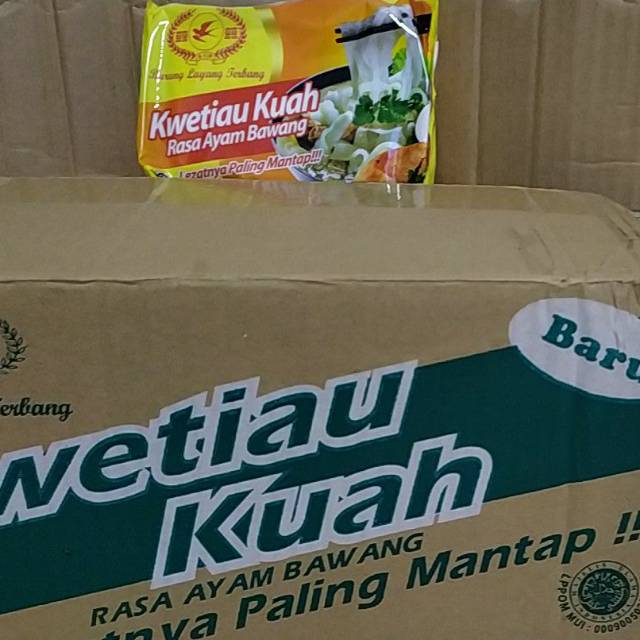 Burung Layang Terbang
Kwetiau Kuah
Rasa Ayam Bawang
Lezatnya Paling Mantap!!!
Baru
Terbang
wetiau
Kuah
RASA AYAM BAWANG
tnya Paling Mantap !!!
LPPOM MUI :